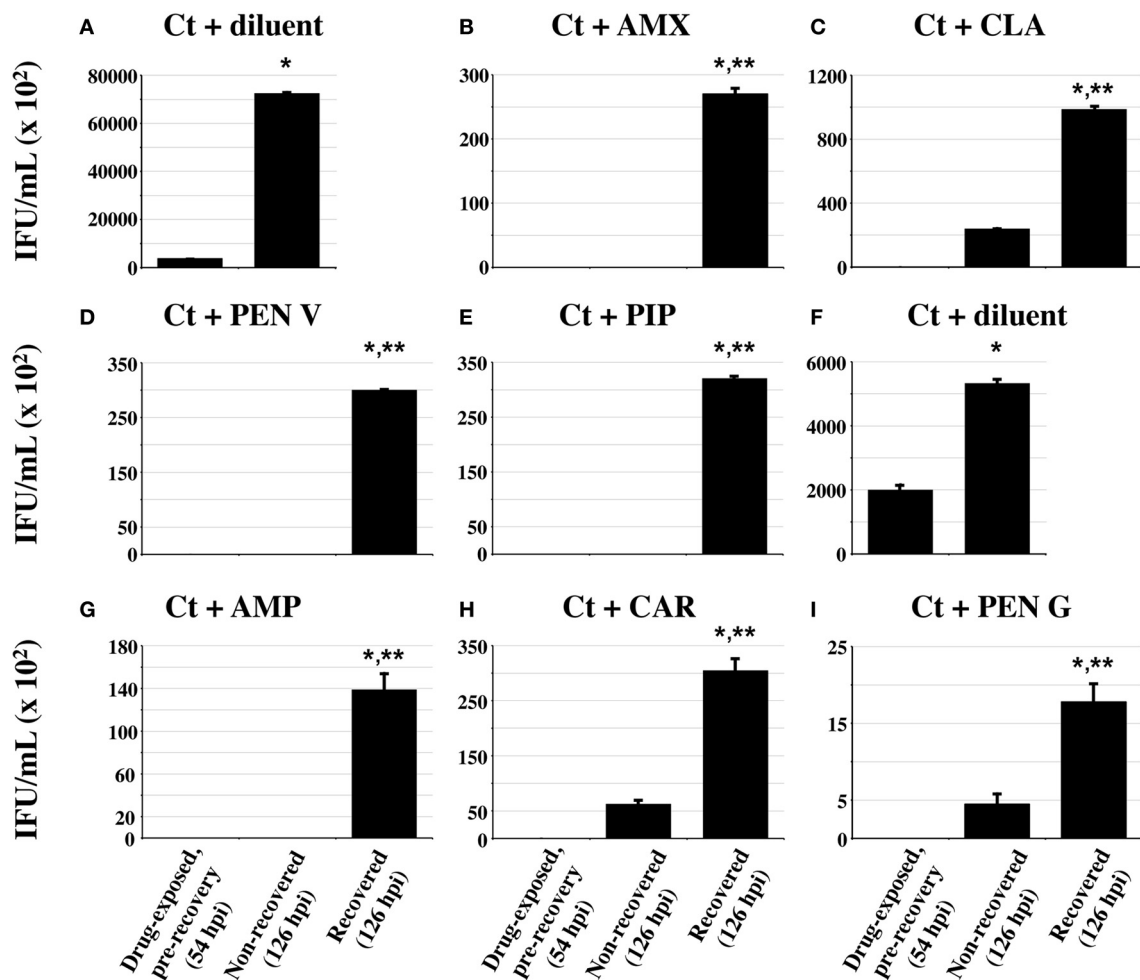 A Ct + diluent
B Ct + AMX
C Ct + CLA
IFU/mL (x 10²)
80000
60000
40000
20000
0
*
300
200
100
0
*,**
1200
800
400
0
*,**
D Ct + PEN V
E Ct + PIP
F Ct + diluent
IFU/mL (x 10²)
350
250
150
50
0
*,**
350
250
150
50
0
*,**
6000
4000
2000
0
*
G Ct + AMP
H Ct + CAR
I Ct + PEN G
IFU/mL (x 10²)
180
140
100
60
20
0
*,**
350
250
150
50
0
*,**
25
15
5
0
*,**
Drug-exposed,
pre-recovery
(54 hpi)
Non-recovered
(126 hpi)
Recovered
(126 hpi)
Drug-exposed,
pre-recovery
(54 hpi)
Non-recovered
(126 hpi)
Recovered
(126 hpi)
Drug-exposed,
pre-recovery
(54 hpi)
Non-recovered
(126 hpi)
Recovered
(126 hpi)